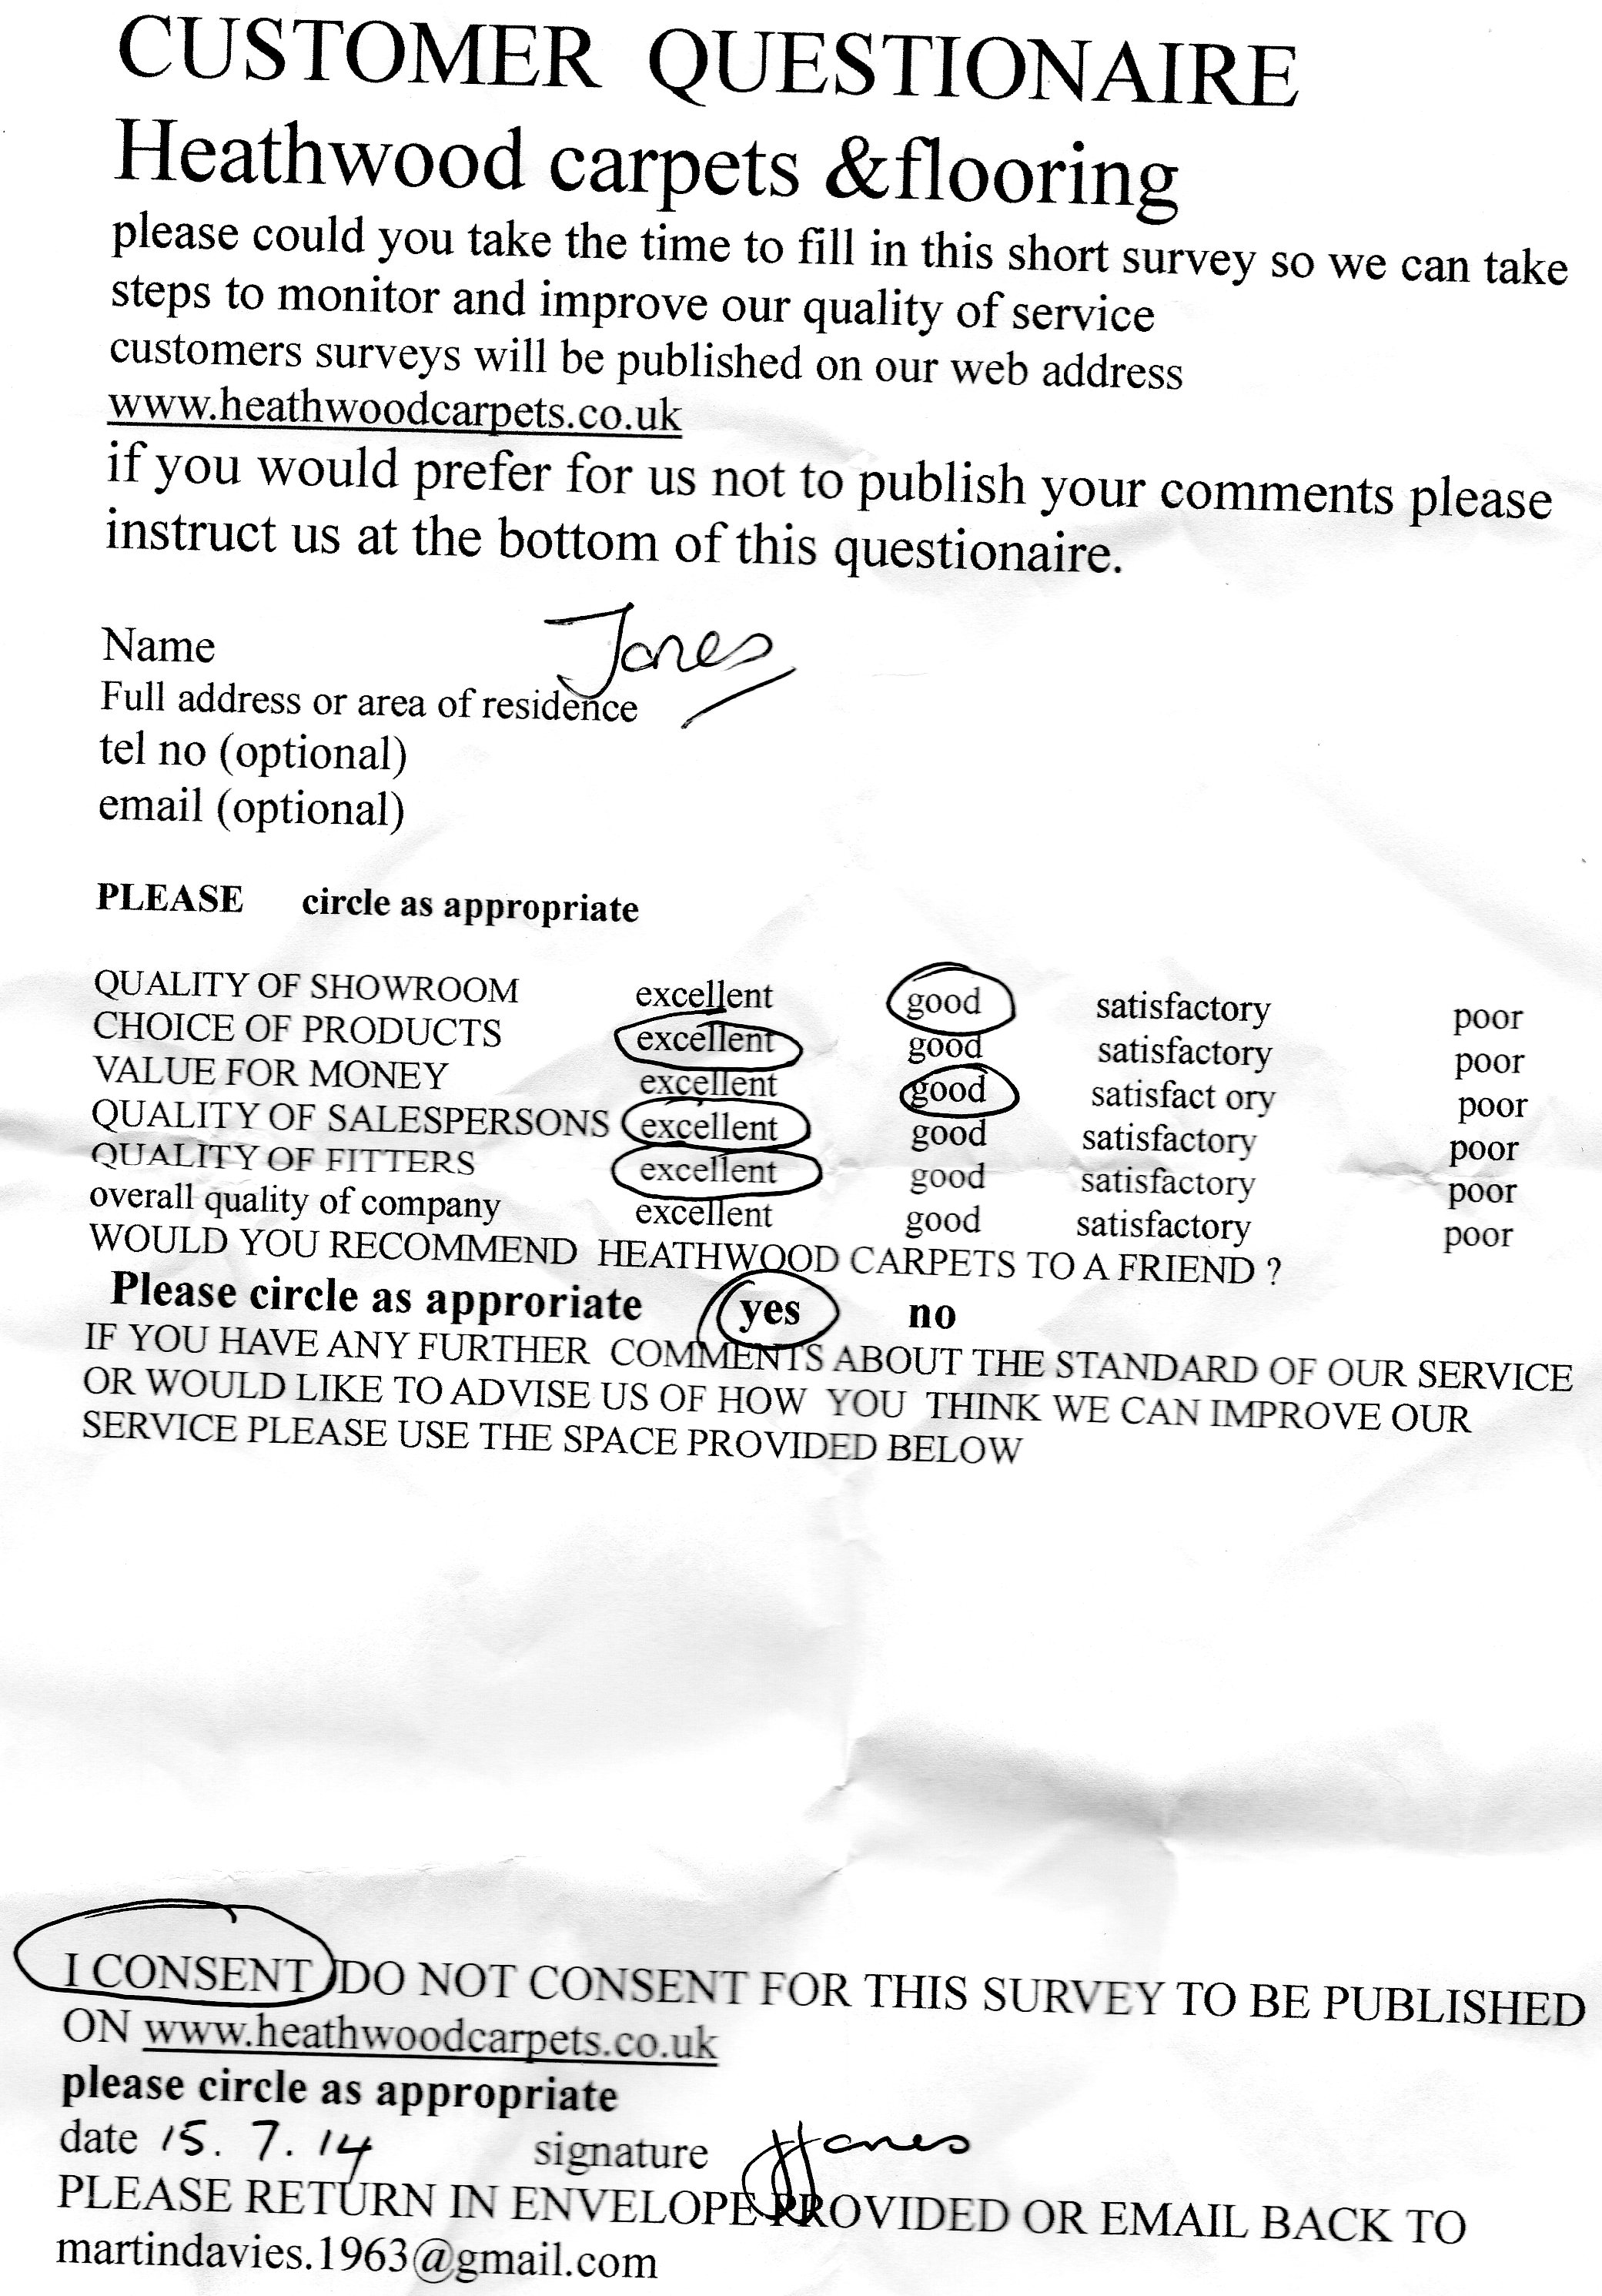 CUSTOMER QUESTIONAIRE
Heathwood carpets &flooring
please could you take the time to fill in this short survey so we can take
steps to monitor and improve our quality of service
customers surveys will be published on our web address
www.heathwoodcarpets.co.uk
if you would prefer for us not to publish your comments please
instruct us at the bottom of this questionaire.
Name Jones
Full address or area of residence
tel no (optional)
email (optional)
PLEASE circle as appropriate
QUALITY OF SHOWROOM excellent good satisfactory poor
CHOICE OF PRODUCTS excellent good satisfactory poor
VALUE FOR MONEY excellent good satisfact ory poor
QUALITY OF SALESPERSONS excellent good satisfactory poor
QUALITY OF FITTERS excellent good satisfactory poor
overall quality of company excellent good satisfactory poor
WOULD YOU RECOMMEND HEATHWOOD CARPETS TO A FRIEND ?
Please circle as approriate yes no
IF YOU HAVE ANY FURTHER COMMENTS ABOUT THE STANDARD OF OUR SERVICE
OR WOULD LIKE TO ADVISE US OF HOW YOU THINK WE CAN IMPROVE OUR
SERVICE PLEASE USE THE SPACE PROVIDED BELOW
I CONSENT/DO NOT CONSENT FOR THIS SURVEY TO BE PUBLISHED
ON www.heathwoodcarpets.co.uk
please circle as appropriate
date 15. 7. 14 signature JJones
PLEASE RETURN IN ENVELOPE PROVIDED OR EMAIL BACK TO
martindavies.1963@gmail.com